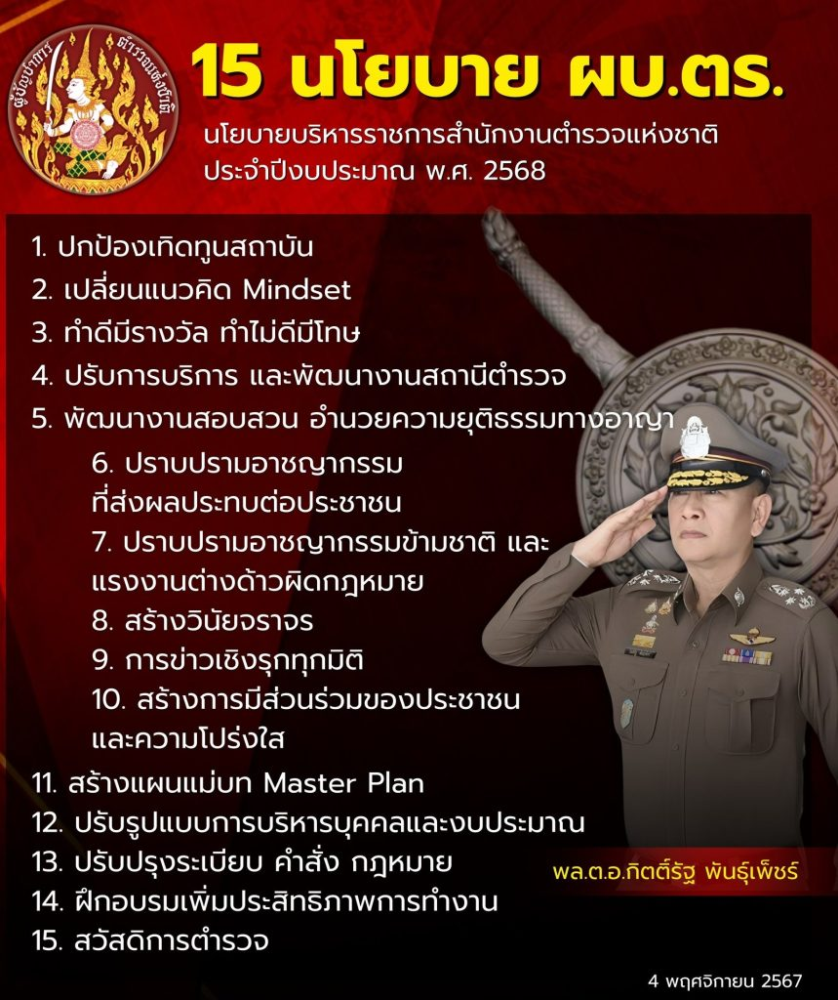 ผู้บัญชาการ
ตำรวจแห่งชาติ
15 นโยบาย ผบ.ตร.
นโยบายบริหารราชการสำนักงานตำรวจแห่งชาติ
ประจำปีงบประมาณ พ.ศ. 2568
1. ปกป้องเทิดทูนสถาบัน
2. เปลี่ยนแนวคิด Mindset
3. ทำดีมีรางวัล ทำไม่ดีมีโทษ
4. ปรับการบริการ และพัฒนางานสถานีตำรวจ
5. พัฒนางานสอบสวน อำนวยความยุติธรรมทางอาญา
6. ปราบปรามอาชญากรรม
ที่ส่งผลประทบต่อประชาชน
7. ปราบปรามอาชญากรรมข้ามชาติ และ
แรงงานต่างด้าวผิดกฎหมาย
8. สร้างวินัยจราจร
9. การข่าวเชิงรุกทุกมิติ
10. สร้างการมีส่วนร่วมของประชาชน
และความโปร่งใส
11. สร้างแผนแม่บท Master Plan
12. ปรับรูปแบบการบริหารบุคคลและงบประมาณ
13. ปรับปรุงระเบียบ คำสั่ง กฎหมาย
14. ฝึกอบรมเพิ่มประสิทธิภาพการทำงาน
15. สวัสดิการตำรวจ
พล.ต.อ.กิตติ์รัฐ พันธุ์เพ็ชร์
4 พฤศจิกายน 2567